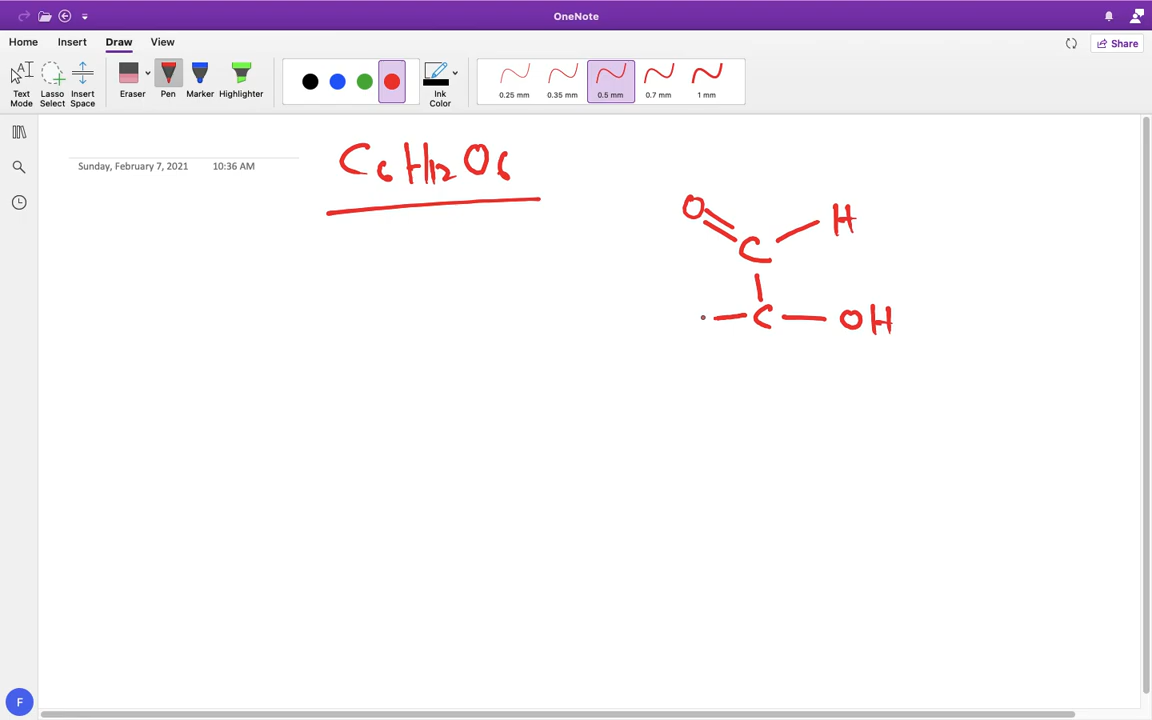 OneNote
Home Insert Draw View
Share
Text Mode
Lasso Select
Insert Space
Eraser
Pen
Marker
Highlighter
Ink Color
0.25 mm
0.35 mm
0.5 mm
0.7 mm
1 mm
Sunday, February 7, 2021 10:36 AM
C6H12O6
O H
C
C OH
F